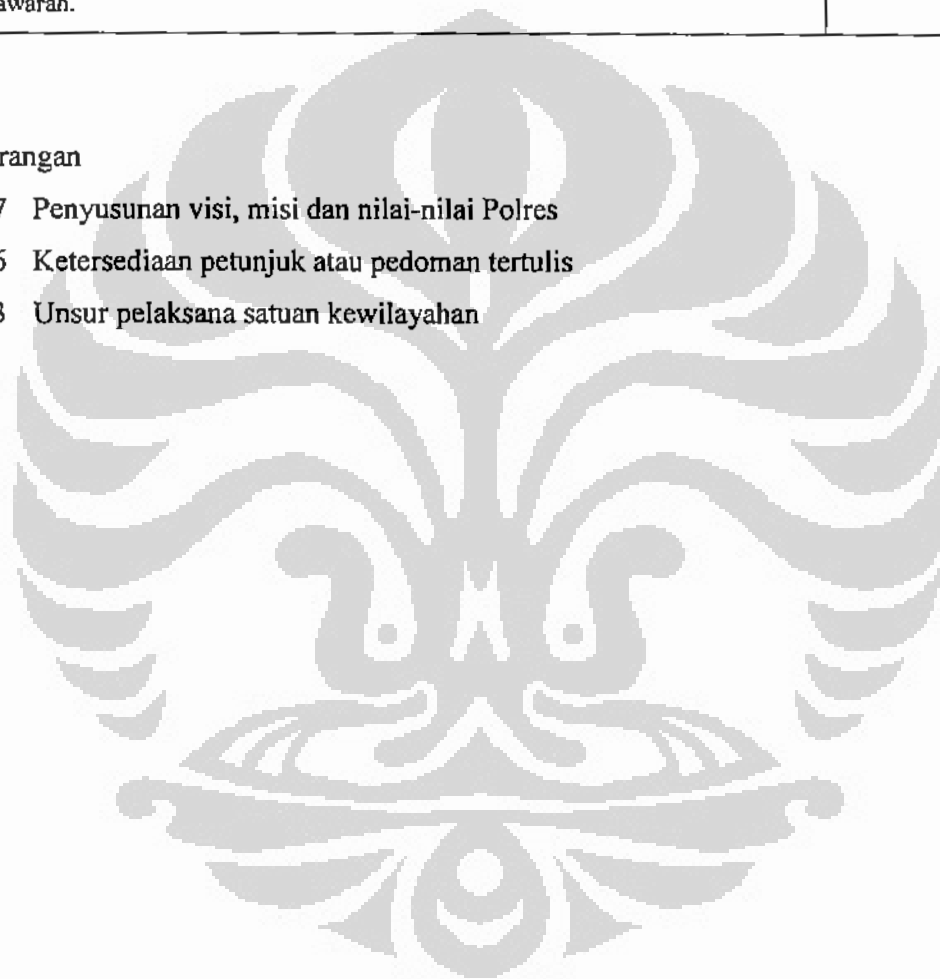 awaran.
rangan
7 Penyusunan visi, misi dan nilai-nilai Polres
6 Ketersediaan petunjuk atau pedoman tertulis
8 Unsur pelaksana satuan kewilayahan